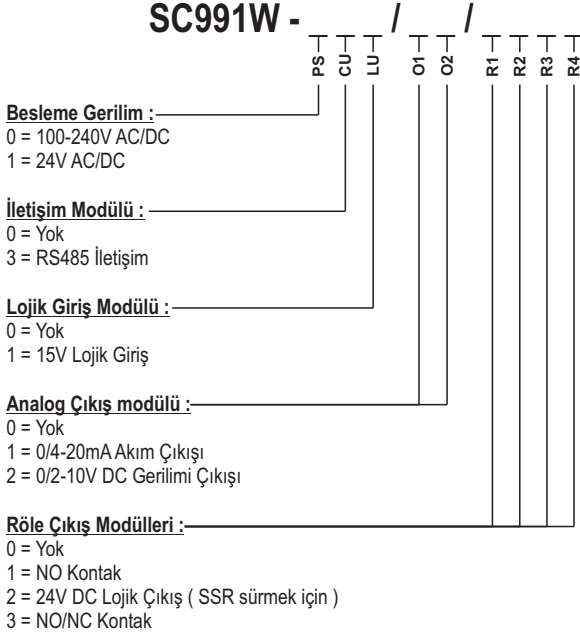 SC991W - / /
PS CU LU O1 O2 R1 R2 R3 R4
Besleme Gerilim :
0 = 100-240V AC/DC
1 = 24V AC/DC
İletişim Modülü :
0 = Yok
3 = RS485 İletişim
Lojik Giriş Modülü :
0 = Yok
1 = 15V Lojik Giriş
Analog Çıkış modülü :
0 = Yok
1 = 0/4-20mA Akım Çıkışı
2 = 0/2-10V DC Gerilimi Çıkışı
Röle Çıkış Modülleri :
0 = Yok
1 = NO Kontak
2 = 24V DC Lojik Çıkış ( SSR sürmek için )
3 = NO/NC Kontak